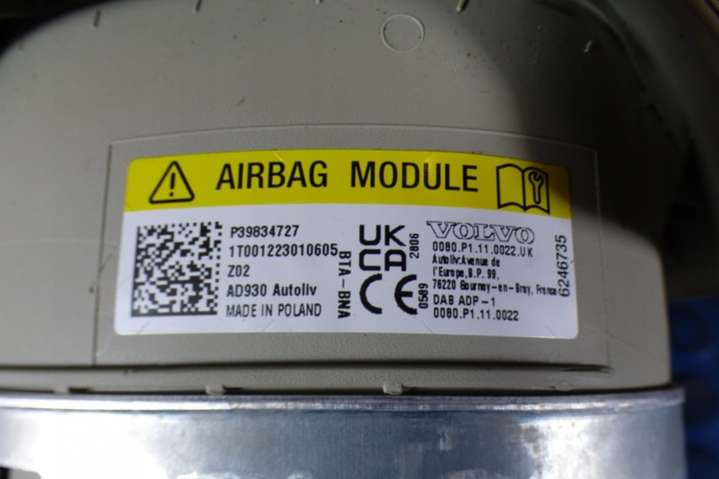 AIRBAG MODULE
P39834727
1T001223010605
Z02
AD930 Autoliv
MADE IN POLAND
BTA-BNA
UK
CA
2806
CE
0589
VOLVO
0080.P1.11.0022.UK
Autoliv.Avenue de
l'Europe,B.P. 99,
76220 Gournay-en-Bray, France
DAB ADP-1
0080.P1.11.0022
6246735